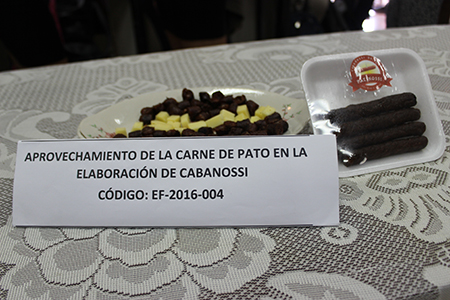 APROVECHAMIENTO DE LA CARNE DE PATO EN LA
ELABORACIÓN DE CABANOSSI
CÓDIGO: EF-2016-004